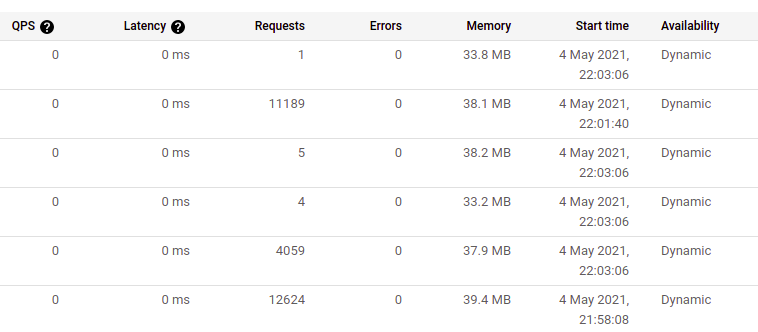 QPS ? Latency ? Requests Errors Memory Start time Availability
0 0 ms 1 0 33.8 MB 4 May 2021, Dynamic
22:03:06
0 0 ms 11189 0 38.1 MB 4 May 2021, Dynamic
22:01:40
0 0 ms 5 0 38.2 MB 4 May 2021, Dynamic
22:03:06
0 0 ms 4 0 33.2 MB 4 May 2021, Dynamic
22:03:06
0 0 ms 4059 0 37.9 MB 4 May 2021, Dynamic
22:03:06
0 0 ms 12624 0 39.4 MB 4 May 2021, Dynamic
21:58:08